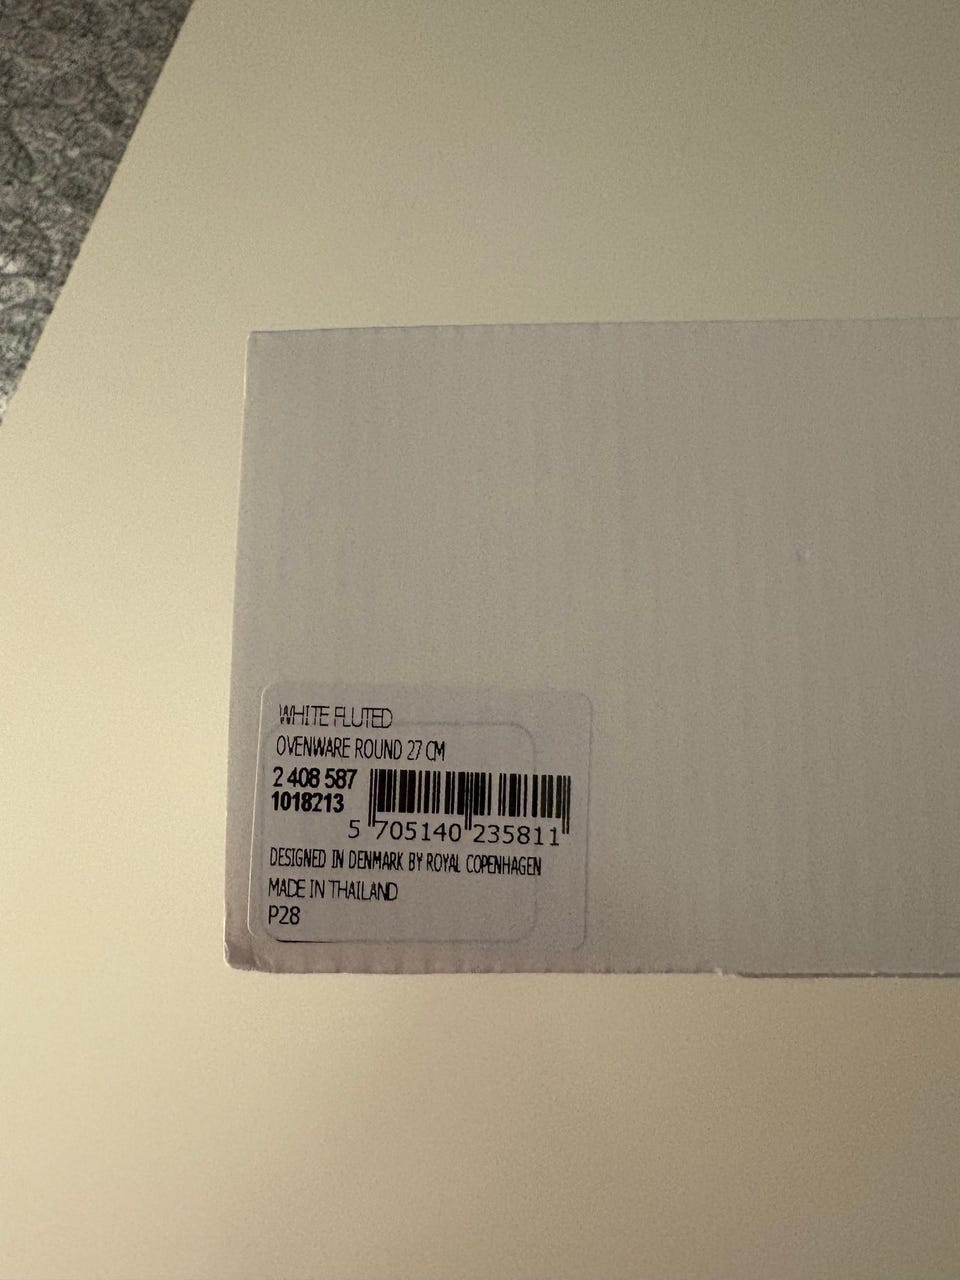 WHITE FLUTED
OVENWARE ROUND 27 CM
2 408 587
1018213
5 705140 235811
DESIGNED IN DENMARK BY ROYAL COPENHAGEN
MADE IN THAILAND
P28